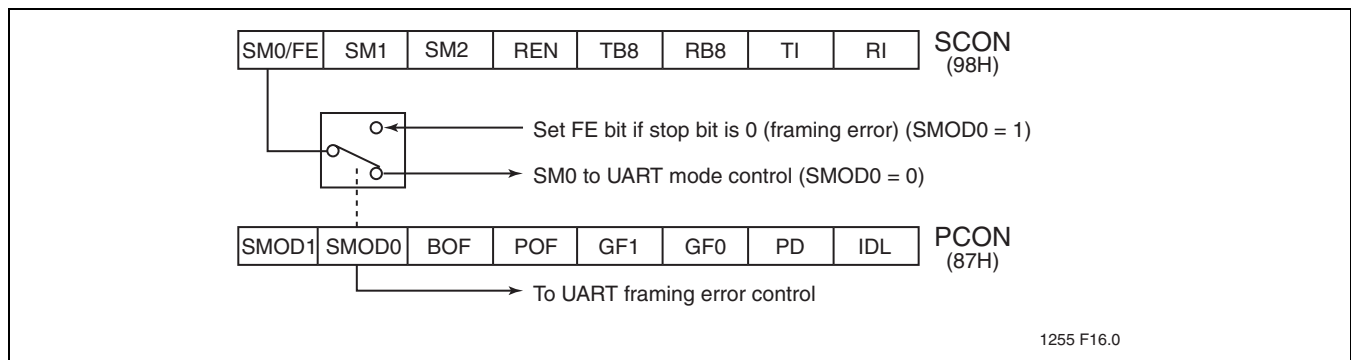 SM0/FE SM1 SM2 REN TB8 RB8 TI RI SCON
(98H)
Set FE bit if stop bit is 0 (framing error) (SMOD0 = 1)
SM0 to UART mode control (SMOD0 = 0)
SMOD1 SMOD0 BOF POF GF1 GF0 PD IDL PCON
(87H)
To UART framing error control
1255 F16.0